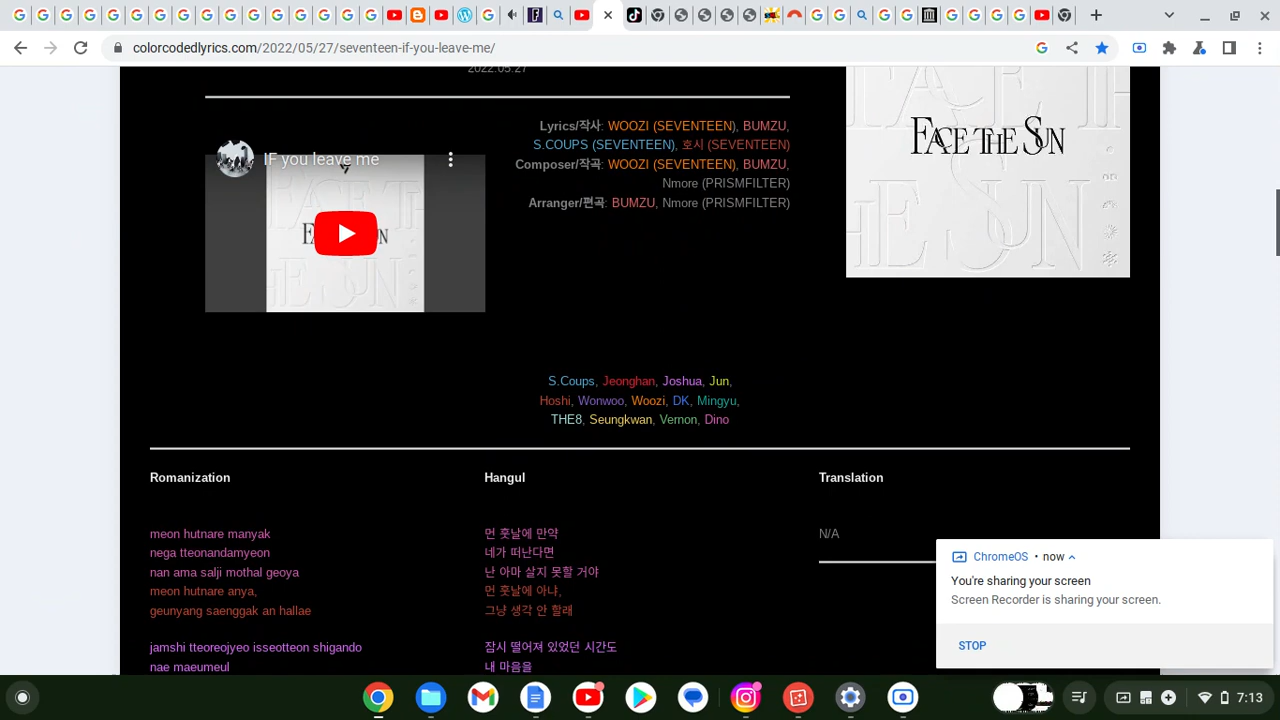 colorcodedlyrics.com/2022/05/27/seventeen-if-you-leave-me/
2022.05.27
Lyrics/작사: WOOZI (SEVENTEEN), BUMZU,
S.COUPS (SEVENTEEN), 호시 (SEVENTEEN)
Composer/작곡: WOOZI (SEVENTEEN), BUMZU,
Nmore (PRISMFILTER)
Arranger/편곡: BUMZU, Nmore (PRISMFILTER)
IF you leave me
FACE THE SUN
S.Coups, Jeonghan, Joshua, Jun,
Hoshi, Wonwoo, Woozi, DK, Mingyu,
THE8, Seungkwan, Vernon, Dino
Romanization
meon hutnare manyak
nega tteonandamyeon
nan ama salji mothal geoya
meon hutnare anya,
geunyang saenggak an hallae
jamshi tteoreojyeo isseotteon shigando
nae maeumeul
Hangul
먼 훗날에 만약
네가 떠난다면
난 아마 살지 못할 거야
먼 훗날에 아냐,
그냥 생각 안 할래
잠시 떨어져 있었던 시간도
내 마음을
Translation
N/A
ChromeOS • now
You're sharing your screen
Screen Recorder is sharing your screen.
STOP
7:13